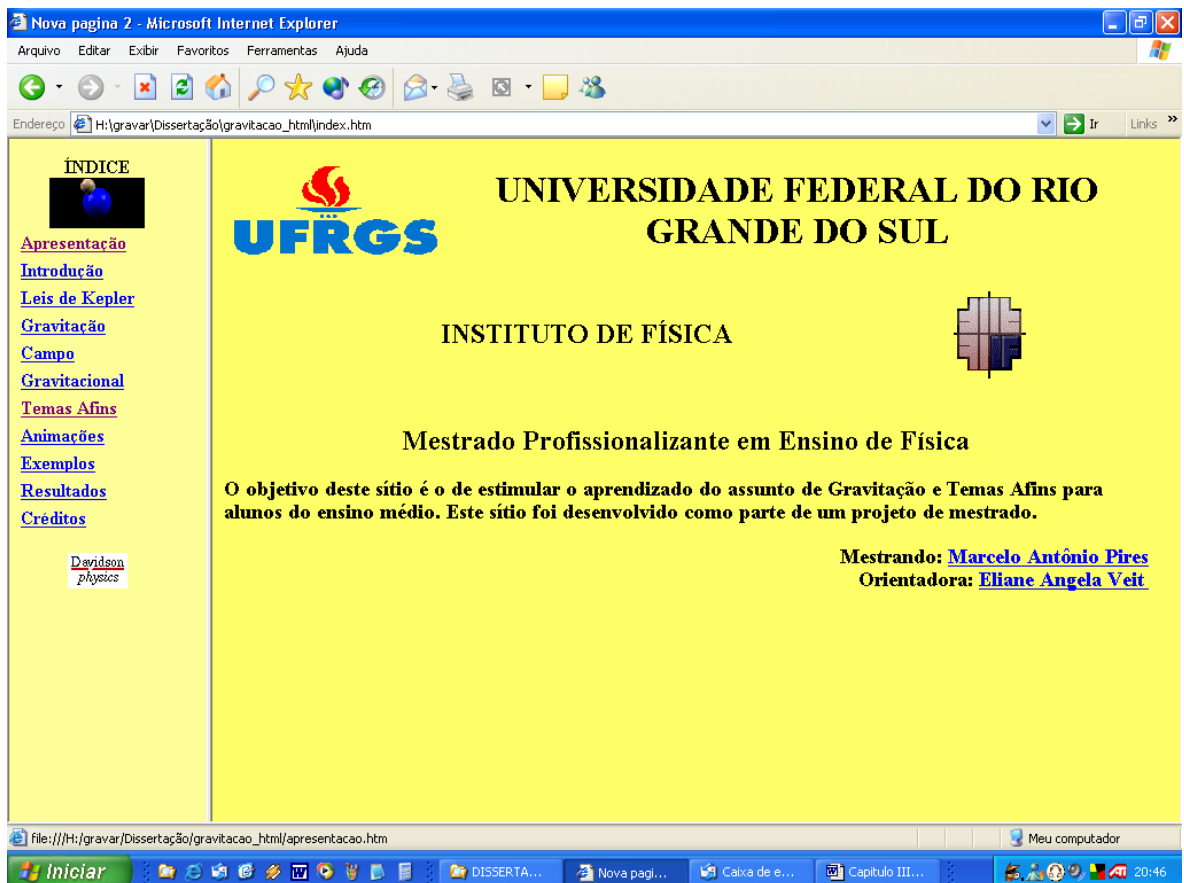 Nova pagina 2 - Microsoft Internet Explorer
Arquivo Editar Exibir Favoritos Ferramentas Ajuda
Endereço H:\gravar\Dissertação\gravitacao_html\index.htm Ir Links »
ÍNDICE
Apresentação
Introdução
Leis de Kepler
Gravitação
Campo
Gravitacional
Temas Afins
Animações
Exemplos
Resultados
Créditos
Davidson
physics
UFRGS
UNIVERSIDADE FEDERAL DO RIO
GRANDE DO SUL
INSTITUTO DE FÍSICA
Mestrado Profissionalizante em Ensino de Física
O objetivo deste sítio é o de estimular o aprendizado do assunto de Gravitação e Temas Afins para
alunos do ensino médio. Este sítio foi desenvolvido como parte de um projeto de mestrado.
Mestrando: Marcelo Antônio Pires
Orientadora: Eliane Angela Veit
file:///H:/gravar/Dissertação/gravitacao_html/apresentacao.htm Meu computador
Iniciar DISSERTA... Nova pagi... Caixa de e... Capitulo III... ATI 20:46